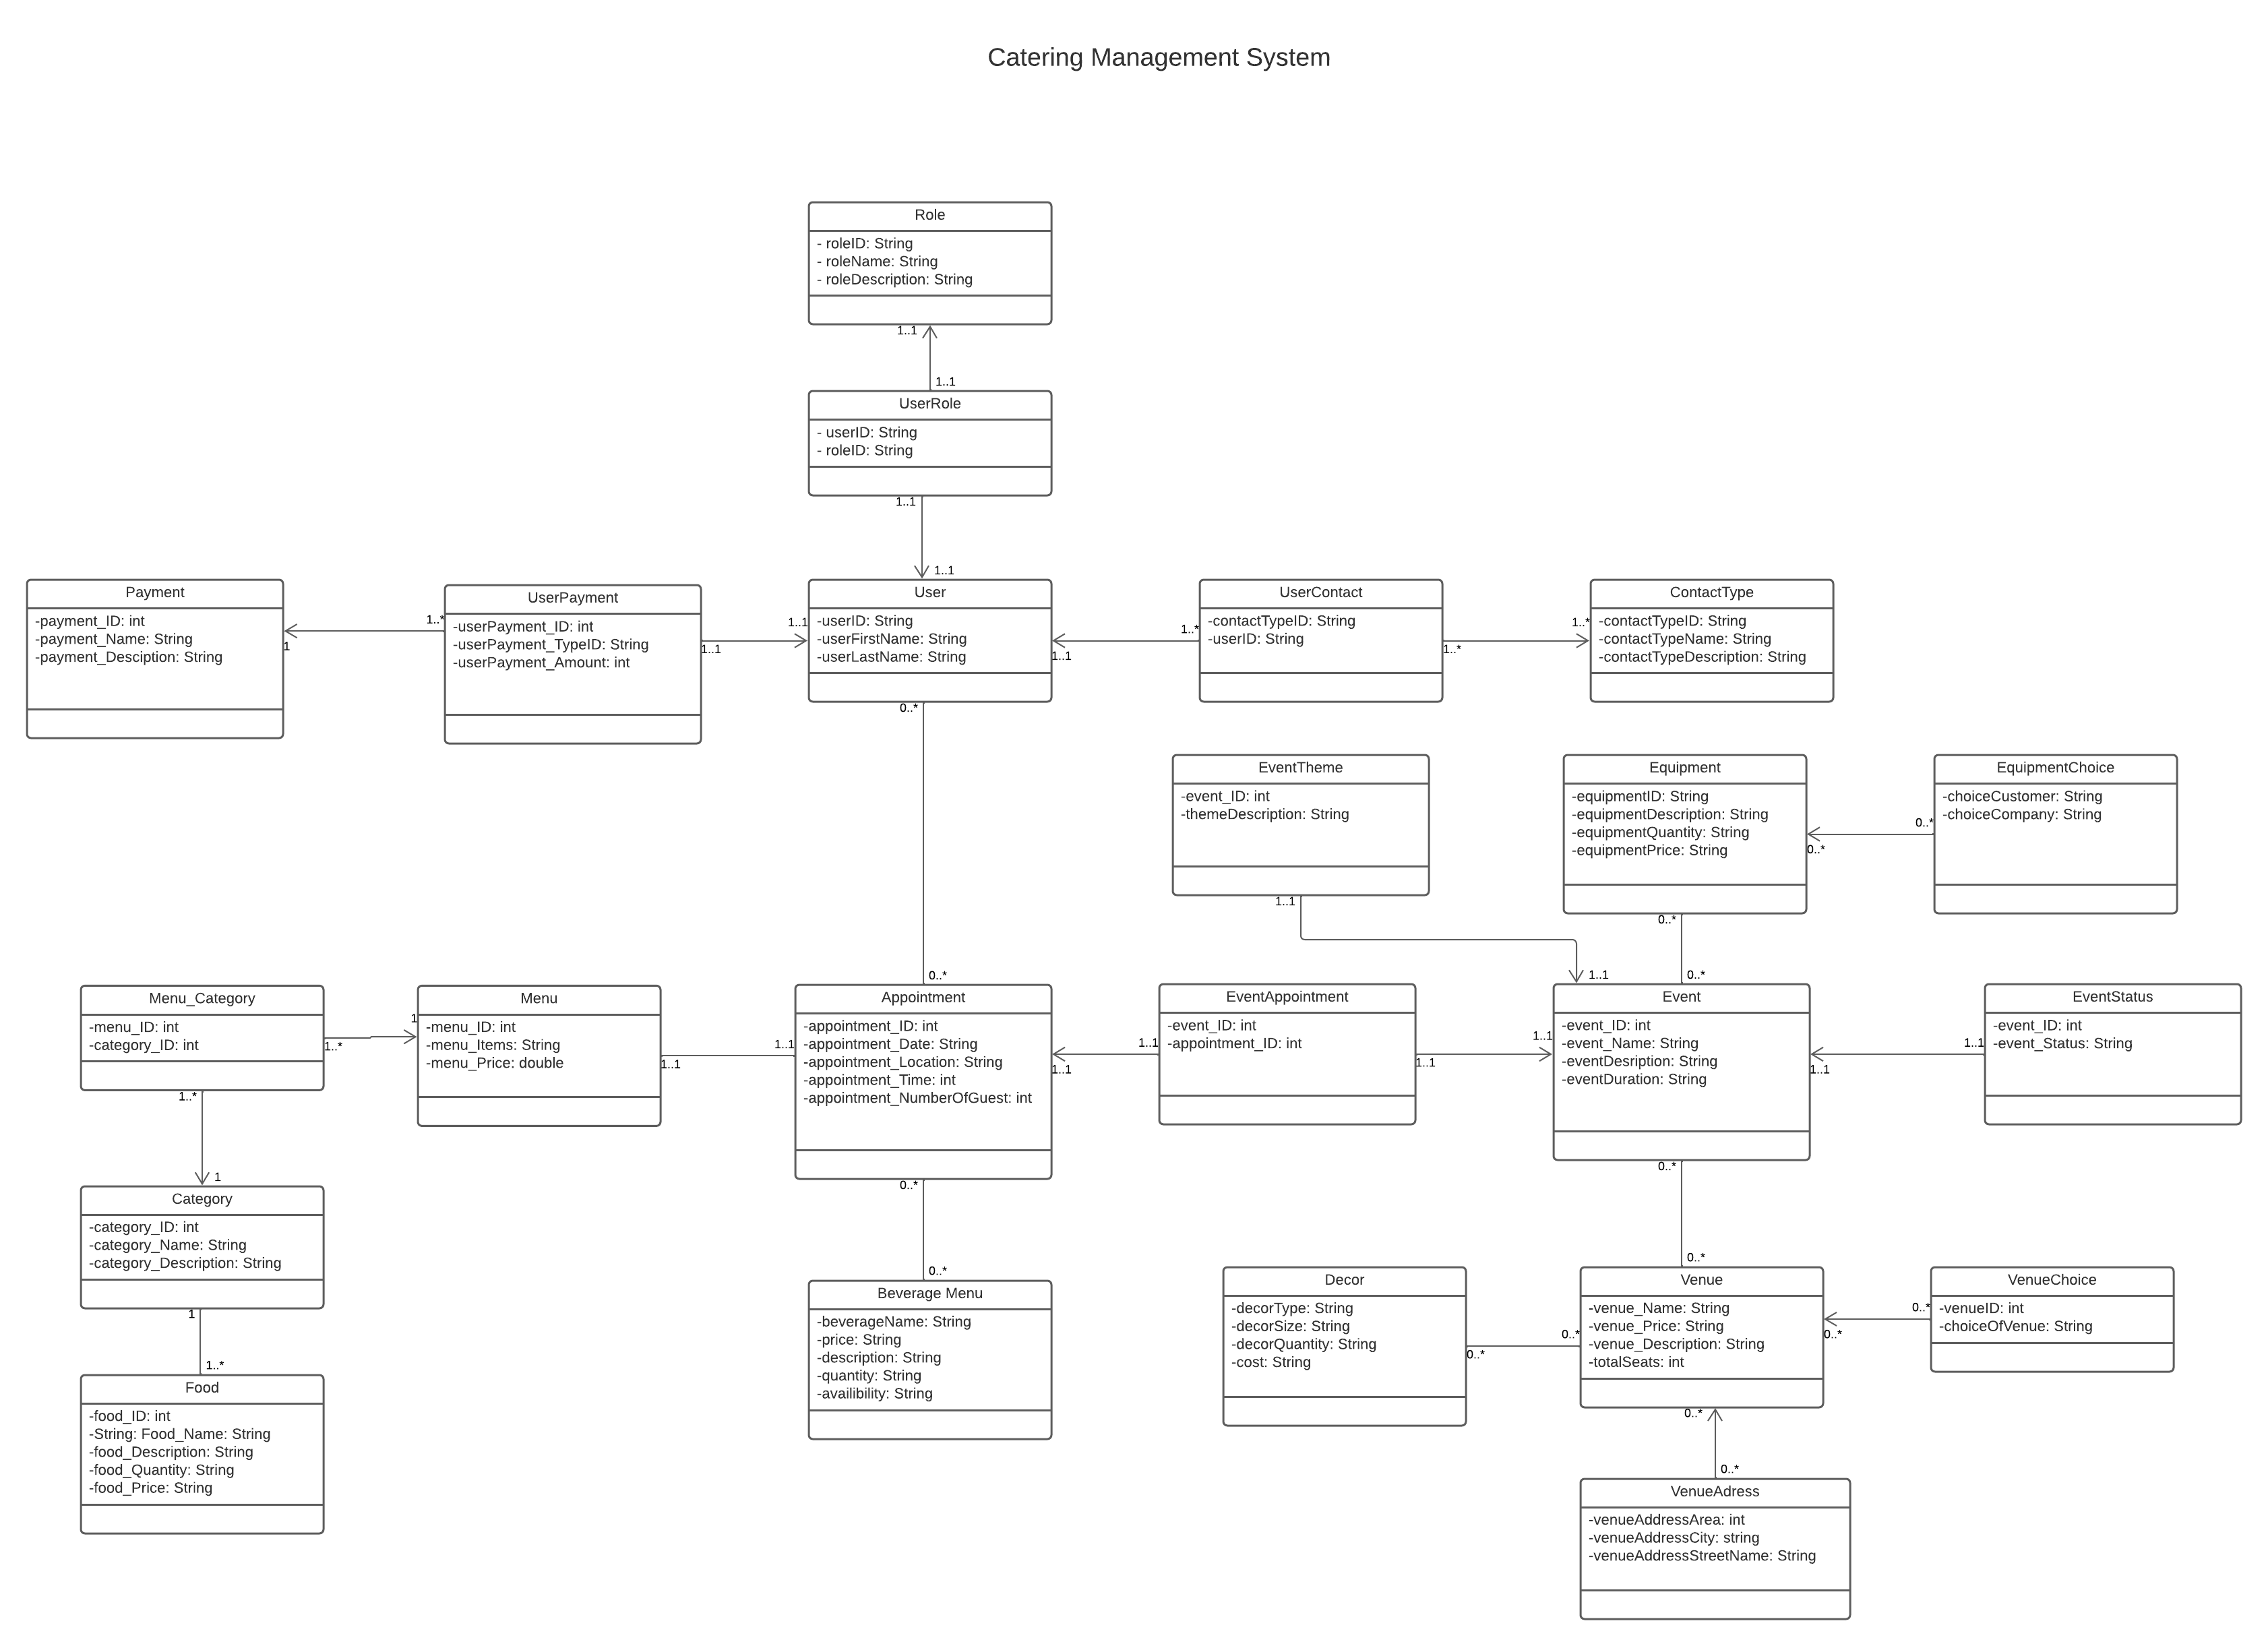 Catering Management System
Role
- roleID: String
- roleName: String
- roleDescription: String
1..1
1..1
UserRole
- userID: String
- roleID: String
1..1
1..1
Payment
-payment_ID: int
-payment_Name: String
-payment_Desciption: String
1
1..*
UserPayment
-userPayment_ID: int
-userPayment_TypeID: String
-userPayment_Amount: int
1..1
1..1
User
-userID: String
-userFirstName: String
-userLastName: String
1..1
1..*
UserContact
-contactTypeID: String
-userID: String
1..*
1..*
ContactType
-contactTypeID: String
-contactTypeName: String
-contactTypeDescription: String
0..*
0..*
EventTheme
-event_ID: int
-themeDescription: String
1..1
1..1
Equipment
-equipmentID: String
-equipmentDescription: String
-equipmentQuantity: String
-equipmentPrice: String
0..*
0..*
EquipmentChoice
-choiceCustomer: String
-choiceCompany: String
0..*
0..*
Menu_Category
-menu_ID: int
-category_ID: int
1..*
1
Menu
-menu_ID: int
-menu_Items: String
-menu_Price: double
1..1
1..1
Appointment
-appointment_ID: int
-appointment_Date: String
-appointment_Location: String
-appointment_Time: int
-appointment_NumberOfGuest: int
1..1
1..1
EventAppointment
-event_ID: int
-appointment_ID: int
1..1
1..1
Event
-event_ID: int
-event_Name: String
-eventDesription: String
-eventDuration: String
1..1
1..1
EventStatus
-event_ID: int
-event_Status: String
1..*
1
Category
-category_ID: int
-category_Name: String
-category_Description: String
1
1..*
Food
-food_ID: int
-String: Food_Name: String
-food_Description: String
-food_Quantity: String
-food_Price: String
0..*
0..*
Beverage Menu
-beverageName: String
-price: String
-description: String
-quantity: String
-availibility: String
0..*
0..*
Decor
-decorType: String
-decorSize: String
-decorQuantity: String
-cost: String
0..*
0..*
Venue
-venue_Name: String
-venue_Price: String
-venue_Description: String
-totalSeats: int
0..*
0..*
VenueChoice
-venueID: int
-choiceOfVenue: String
0..*
0..*
VenueAdress
-venueAddressArea: int
-venueAddressCity: string
-venueAddressStreetName: String